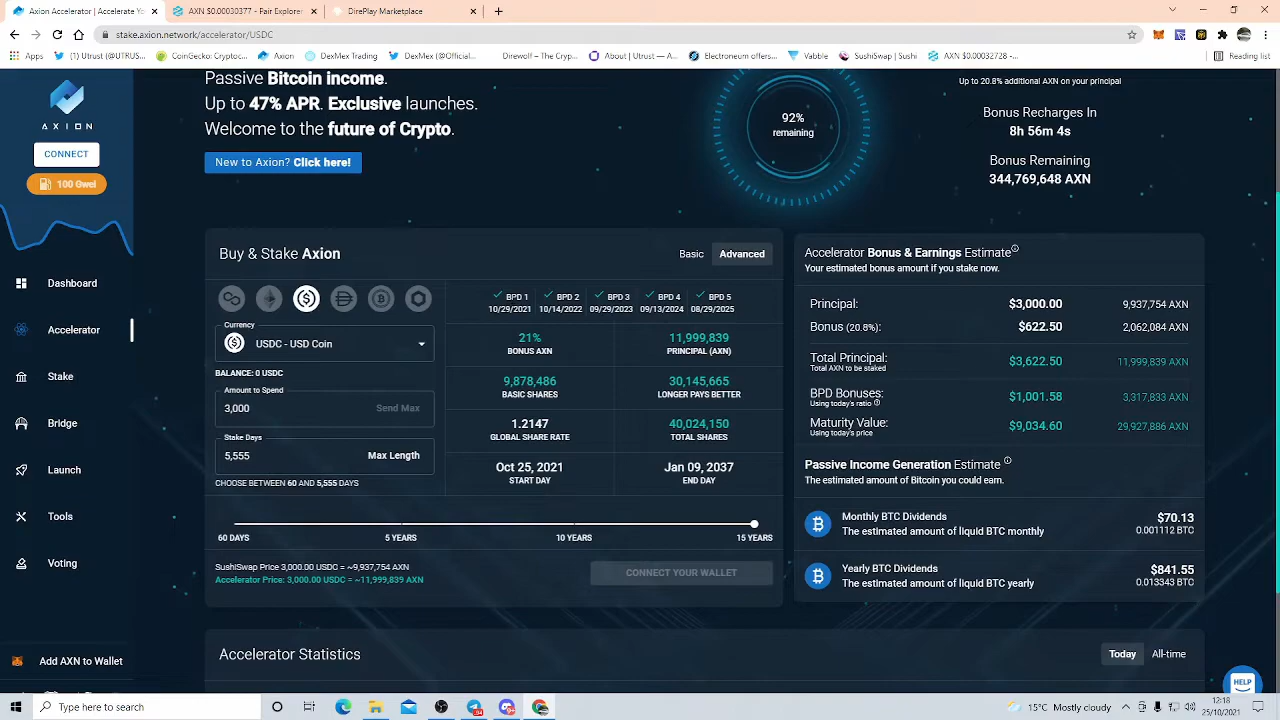 Axion Accelerator | Accelerate Yo
AXN $0.00030377 - Pair Explorer
DirePlay Marketplace
stake.axion.network/accelerator/USDC
Apps
(2) $Utrust (@UTRUS...
CoinGecko: Cryptoc...
Axion
DexMex Trading
DexMex (@DexmexOff...
Direwolf – The Cryp...
About | Utrust - Acc...
Explorer
Vabble
SushiSwap | Sushi
AXN $0.00032728 -...
Reading list
AXION
CONNECT
100 Gwei
Dashboard
Accelerator
Stake
Bridge
Launch
Tools
Voting
Add AXN to Wallet
Passive Bitcoin income.
Up to 47% APR. Exclusive launches.
Welcome to the future of Crypto.
New to Axion? Click here!
92%
remaining
Up to 20.8% additional AXN on your principal
Bonus Recharges In
8h 56m 4s
Bonus Remaining
344,769,648 AXN
Buy & Stake Axion
Basic
Advanced
Currency
USDC - USD Coin
BALANCE: 0 USDC
Amount to Spend
3,000
Send Max
Stake Days
5,555
Max Length
CHOOSE BETWEEN 60 AND 5,555 DAYS
BPD 1
10/29/2021
BPD 2
10/14/2022
BPD 3
09/29/2023
BPD 4
09/13/2024
BPD 5
08/29/2025
21%
BONUS AXN
11,999,839
PRINCIPAL (AXN)
9,878,486
BASIC SHARES
30,145,665
LONGER PAYS BETTER
1.2147
GLOBAL SHARE RATE
40,024,150
TOTAL SHARES
Oct 25, 2021
START DAY
Jan 09, 2037
END DAY
60 DAYS
5 YEARS
10 YEARS
15 YEARS
SushiSwap Price 3,000.00 USDC = ~9,937,754 AXN
Accelerator Price: 3,000.00 USDC = ~11,999,839 AXN
CONNECT YOUR WALLET
Accelerator Bonus & Earnings Estimate
Your estimated bonus amount if you stake now.
Principal: $3,000.00 9,937,754 AXN
Bonus (20.8%): $622.50 2,062,084 AXN
Total Principal: $3,622.50 11,999,839 AXN
Total AXN to be staked
BPD Bonuses: $1,001.58 3,317,833 AXN
Using today's ratio
Maturity Value: $9,034.60 29,927,886 AXN
Using today's price
Passive Income Generation Estimate
The estimated amount of Bitcoin you could earn.
Monthly BTC Dividends $70.13
The estimated amount of liquid BTC monthly 0.001112 BTC
Yearly BTC Dividends $841.55
The estimated amount of liquid BTC yearly 0.013343 BTC
Accelerator Statistics
Today
All-time
HELP
Type here to search
15°C Mostly cloudy
12:18
25/10/2021